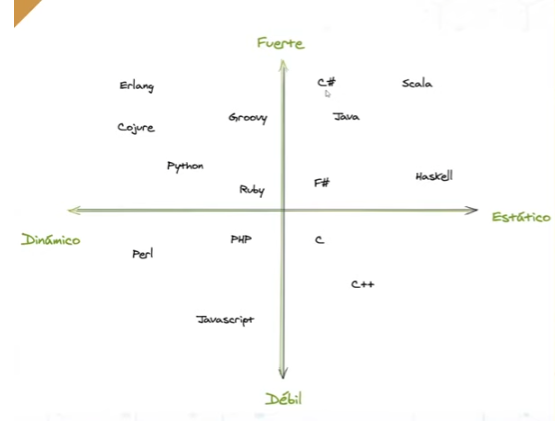 Fuerte
Erlang
C#
Scala
Cojure
Groovy
Java
Python
Ruby
F#
Haskell
Estático
Dinámico
Perl
PHP
C
C++
Javascript
Débil